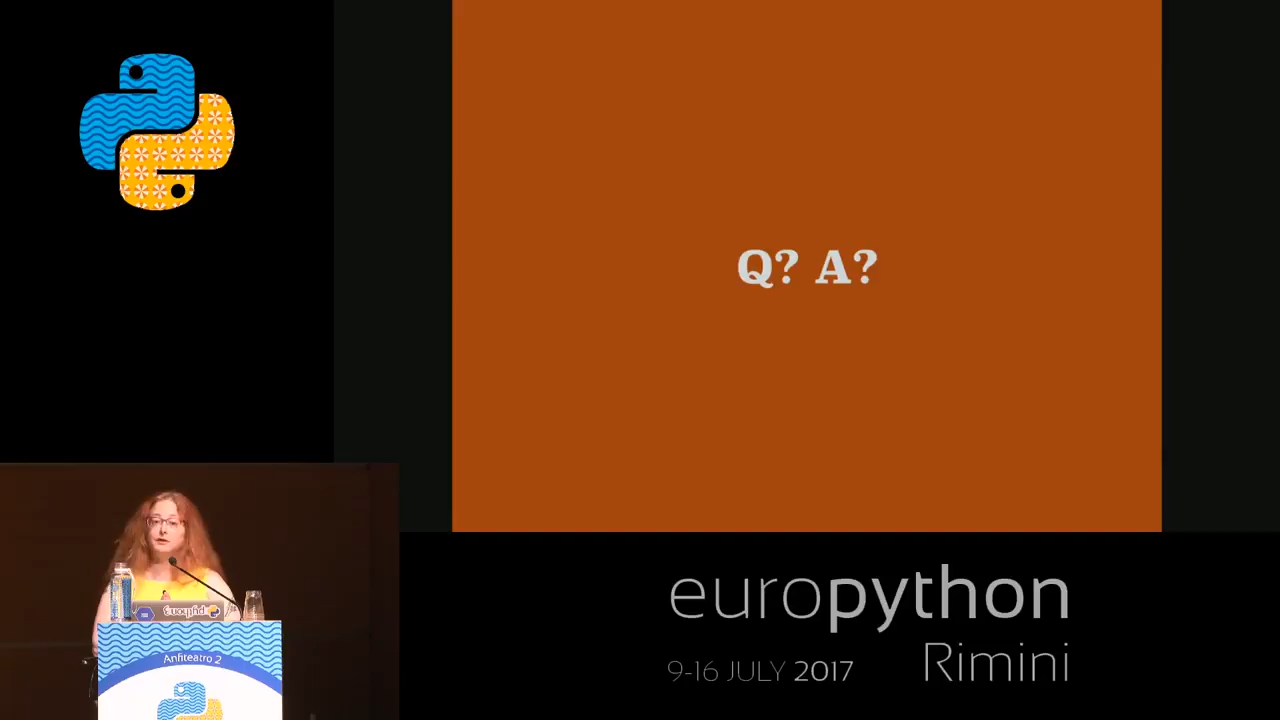 Q? A?
europython
Rimini
9-16 JULY 2017
Anfiteatro 2